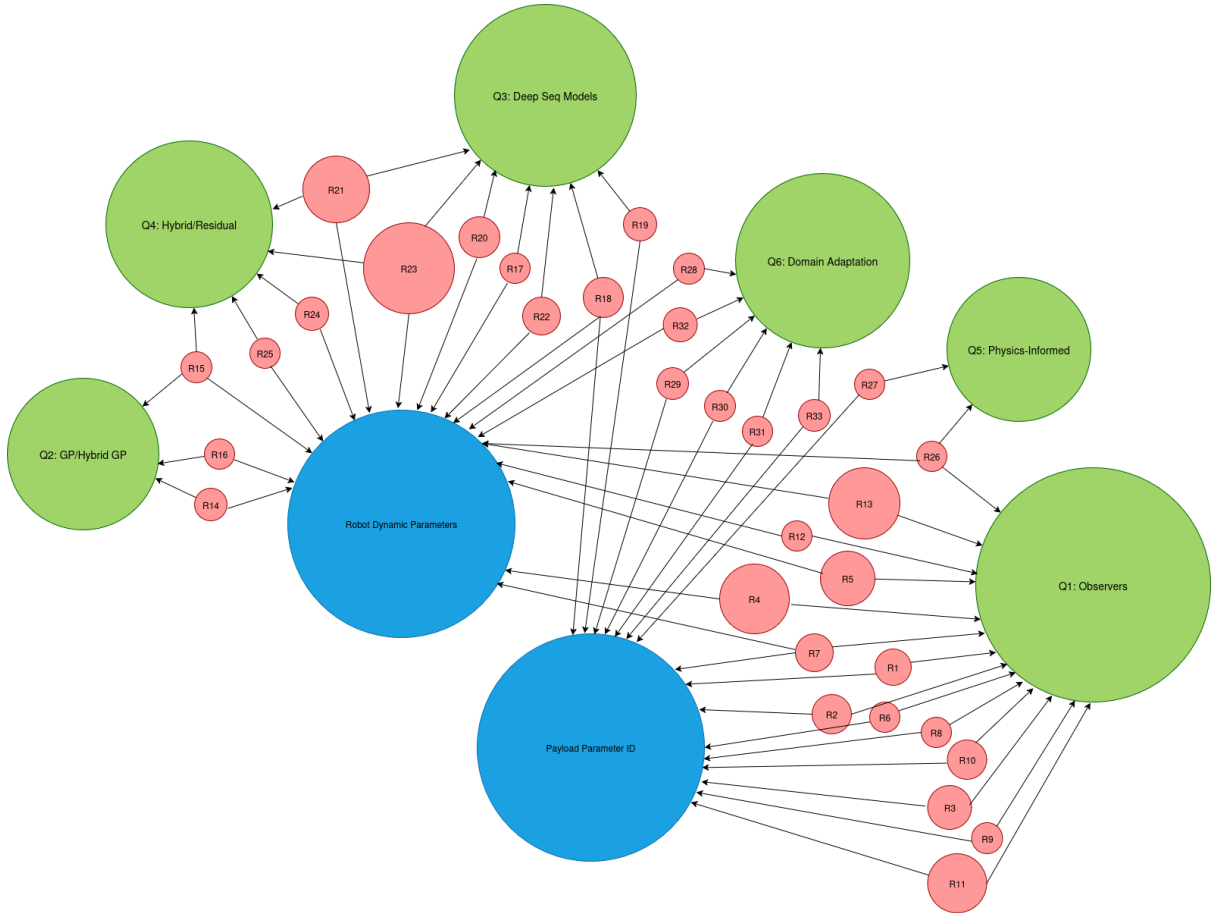 Q3: Deep Seq Models
R21
Q4: Hybrid/Residual
R19
R20
Q6: Domain Adaptation
R23
R17
R28
R18
R24
R22
R32
R25
Q5: Physics-Informed
R15
R29
R27
R30
R33
R31
Q2: GP/Hybrid GP
R16
R26
R14
R13
Robot Dynamic Parameters
R12
R5
Q1: Observers
R4
R7
R1
R2
R6
R8
Payload Parameter ID
R10
R3
R9
R11